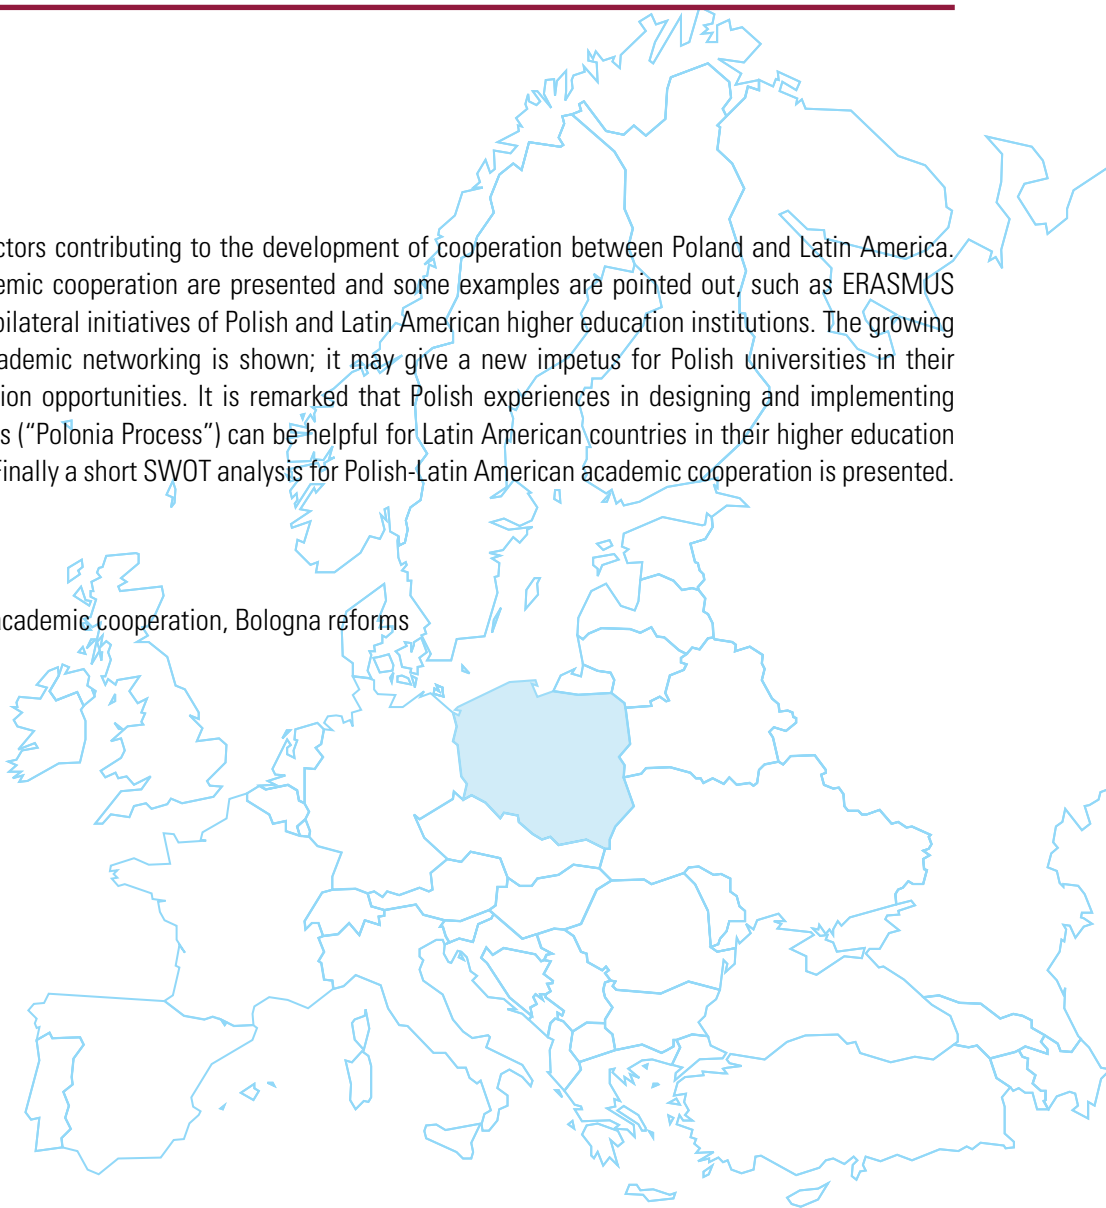 ctors contributing to the development of cooperation between Poland and Latin America.
emic cooperation are presented and some examples are pointed out, such as ERASMUS
bilateral initiatives of Polish and Latin American higher education institutions. The growing
ademic networking is shown; it may give a new impetus for Polish universities in their
ion opportunities. It is remarked that Polish experiences in designing and implementing
s (“Polonia Process”) can be helpful for Latin American countries in their higher education
Finally a short SWOT analysis for Polish-Latin American academic cooperation is presented.
academic cooperation, Bologna reforms